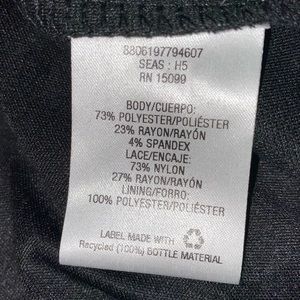 8806197794607
SEAS : H5
RN 15099
BODY/CUERPO:
73% POLYESTER/POLIÉSTER
23% RAYON/RAYÓN
4% SPANDEX
LACE/ENCAJE:
73% NYLON
27% RAYON/RAYÓN
LINING/FORRO:
100% POLYESTER/POLIÉSTER
LABEL MADE WITH
Recycled (100%) BOTTLE MATERIAL